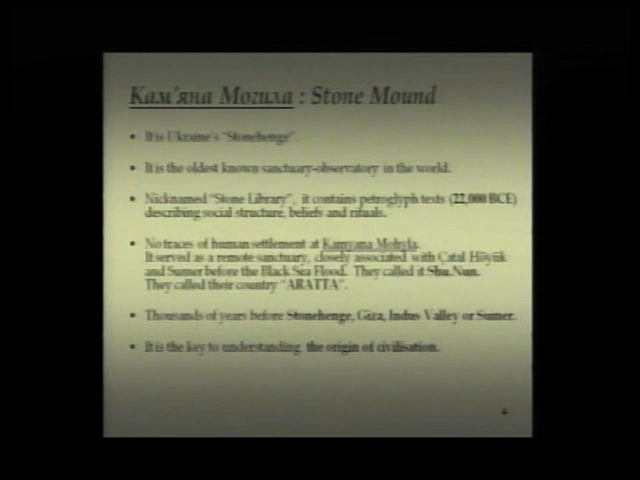 Кам'яна Могила : Stone Mound
• It is Ukraine's "Stonehenge".
• It is the oldest known sanctuary-observatory in the world.
• Nicknamed "Stone Library", it contains petroglyph texts (22,000 BCE)
describing social structure, beliefs and rituals.
• No traces of human settlement at Kamyana Mohyla.
It served as a remote sanctuary, closely associated with Çatal Höyük
and Sumer before the Black Sea Flood. They called it Shu.Nun.
They called their country "ARATTA".
• Thousands of years before Stonehenge, Giza, Indus Valley or Sumer.
• It is the key to understanding the origin of civilisation.
4